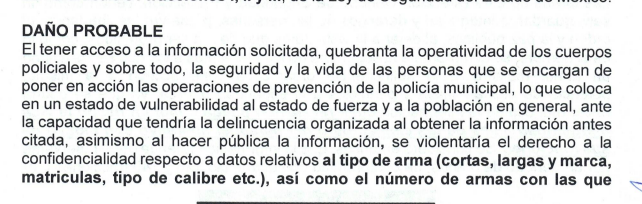 DAÑO PROBABLE
El tener acceso a la información solicitada, quebranta la operatividad de los cuerpos
policiales y sobre todo, la seguridad y la vida de las personas que se encargan de
poner en acción las operaciones de prevención de la policía municipal, lo que coloca
en un estado de vulnerabilidad al estado de fuerza y a la población en general, ante
la capacidad que tendría la delincuencia organizada al obtener la información antes
citada, asimismo al hacer pública la información, se violentaría el derecho a la
confidencialidad respecto a datos relativos al tipo de arma (cortas, largas y marca,
matriculas, tipo de calibre etc.), así como el número de armas con las que